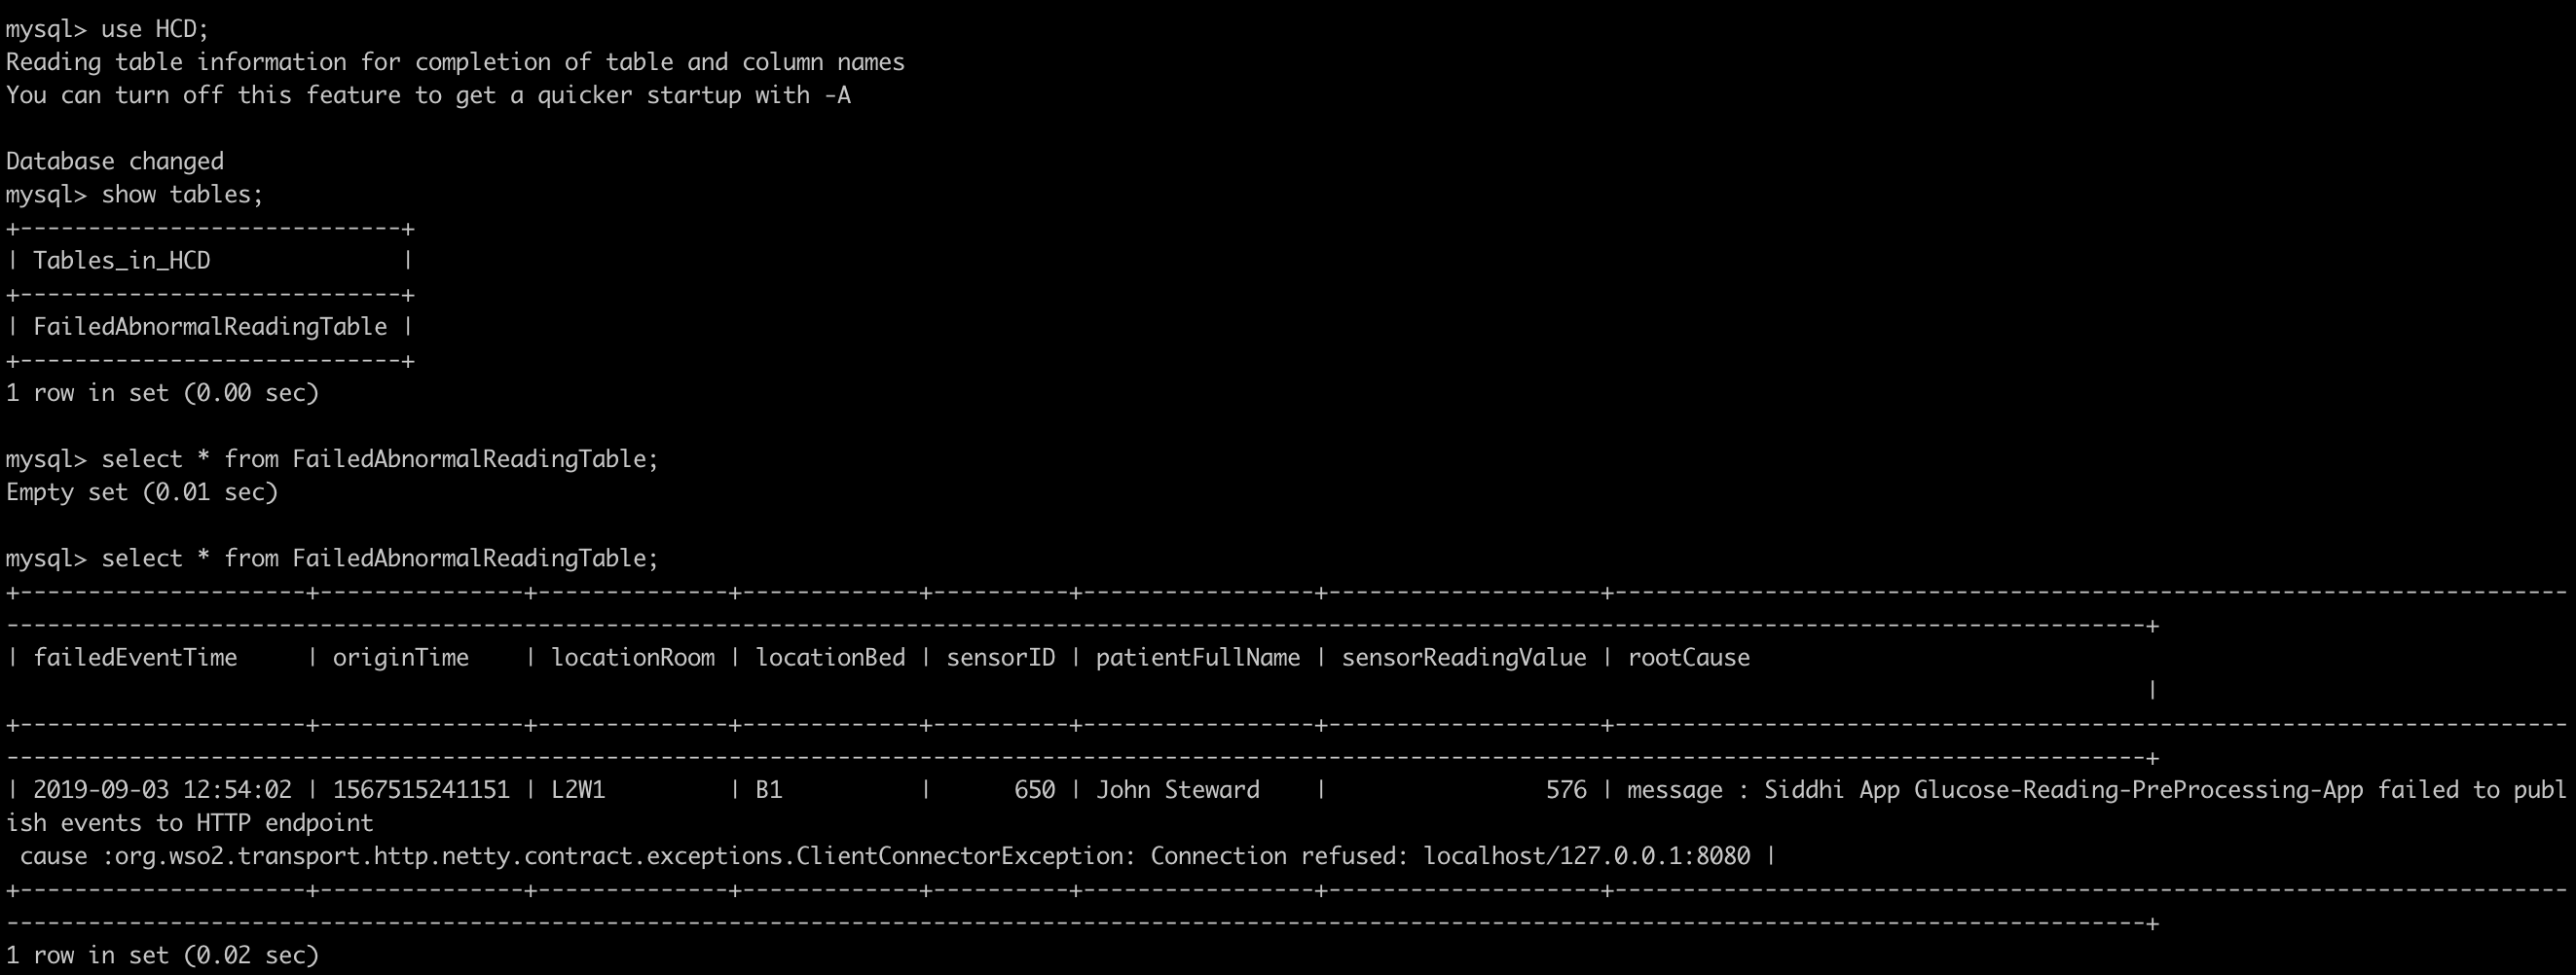 mysql> use HCD;
Reading table information for completion of table and column names
You can turn off this feature to get a quicker startup with -A

Database changed
mysql> show tables;
+----------------------------+
| Tables_in_HCD              |
+----------------------------+
| FailedAbnormalReadingTable |
+----------------------------+
1 row in set (0.00 sec)

mysql> select * from FailedAbnormalReadingTable;
Empty set (0.01 sec)

mysql> select * from FailedAbnormalReadingTable;
+---------------------+---------------+--------------+-------------+----------+-----------------+--------------------+----------------------------------------------------------------------
-------------------------------------------------------------------------------------------------------------------------------------------------------------+
| failedEventTime     | originTime    | locationRoom | locationBed | sensorID | patientFullName | sensorReadingValue | rootCause
                                                                                                                                                             |
+---------------------+---------------+--------------+-------------+----------+-----------------+--------------------+----------------------------------------------------------------------
-------------------------------------------------------------------------------------------------------------------------------------------------------------+
| 2019-09-03 12:54:02 | 1567515241151 | L2W1         | B1          |      650 | John Steward    |                576 | message : Siddhi App Glucose-Reading-PreProcessing-App failed to publ
ish events to HTTP endpoint
 cause :org.wso2.transport.http.netty.contract.exceptions.ClientConnectorException: Connection refused: localhost/127.0.0.1:8080 |
+---------------------+---------------+--------------+-------------+----------+-----------------+--------------------+----------------------------------------------------------------------
-------------------------------------------------------------------------------------------------------------------------------------------------------------+
1 row in set (0.02 sec)